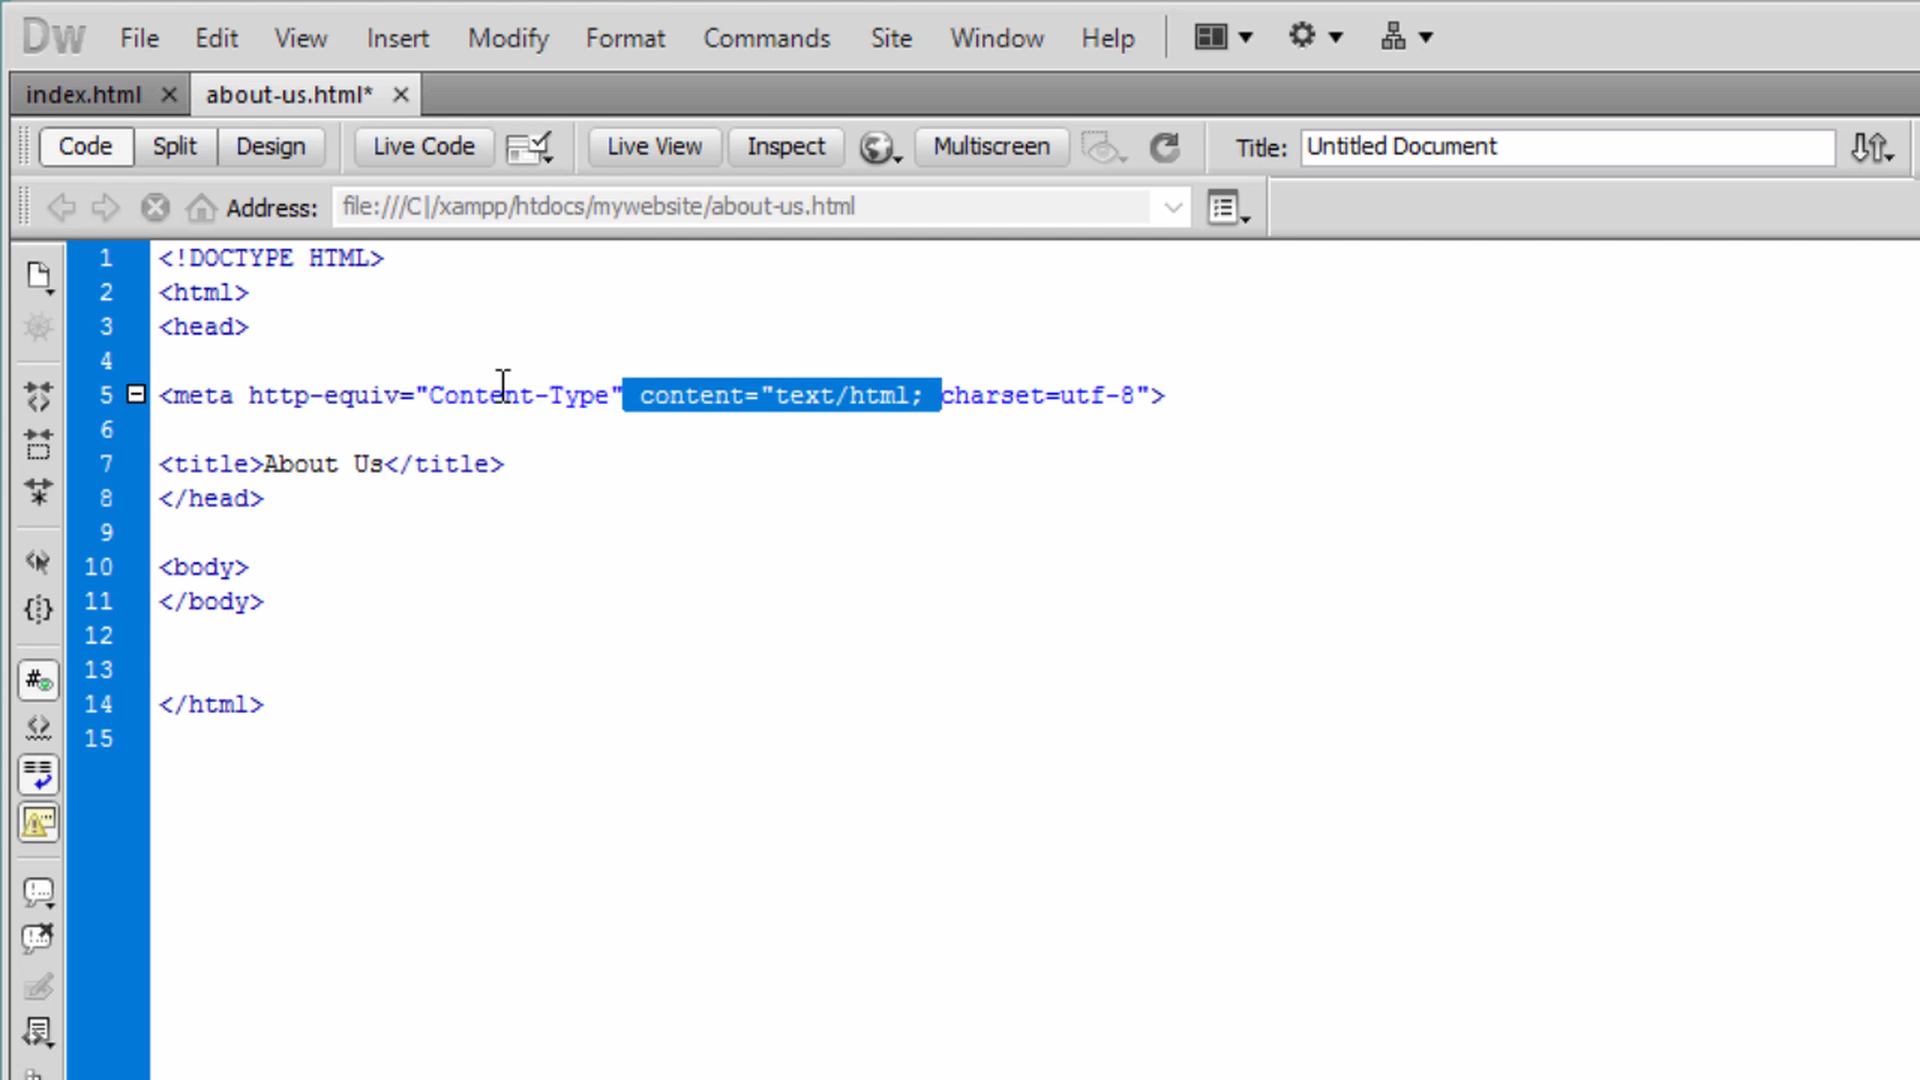 Dw File Edit View Insert Modify Format Commands Site Window Help
index.html about-us.html*
Code Split Design Live Code Live View Inspect Multiscreen Title: Untitled Document
Address: file:///C|/xampp/htdocs/mywebsite/about-us.html
1 <!DOCTYPE HTML>
2 <html>
3 <head>
4
5 <meta http-equiv="Content-Type" content="text/html; charset=utf-8">
6
7 <title>About Us</title>
8 </head>
9
10 <body>
11 </body>
12
13
14 </html>
15